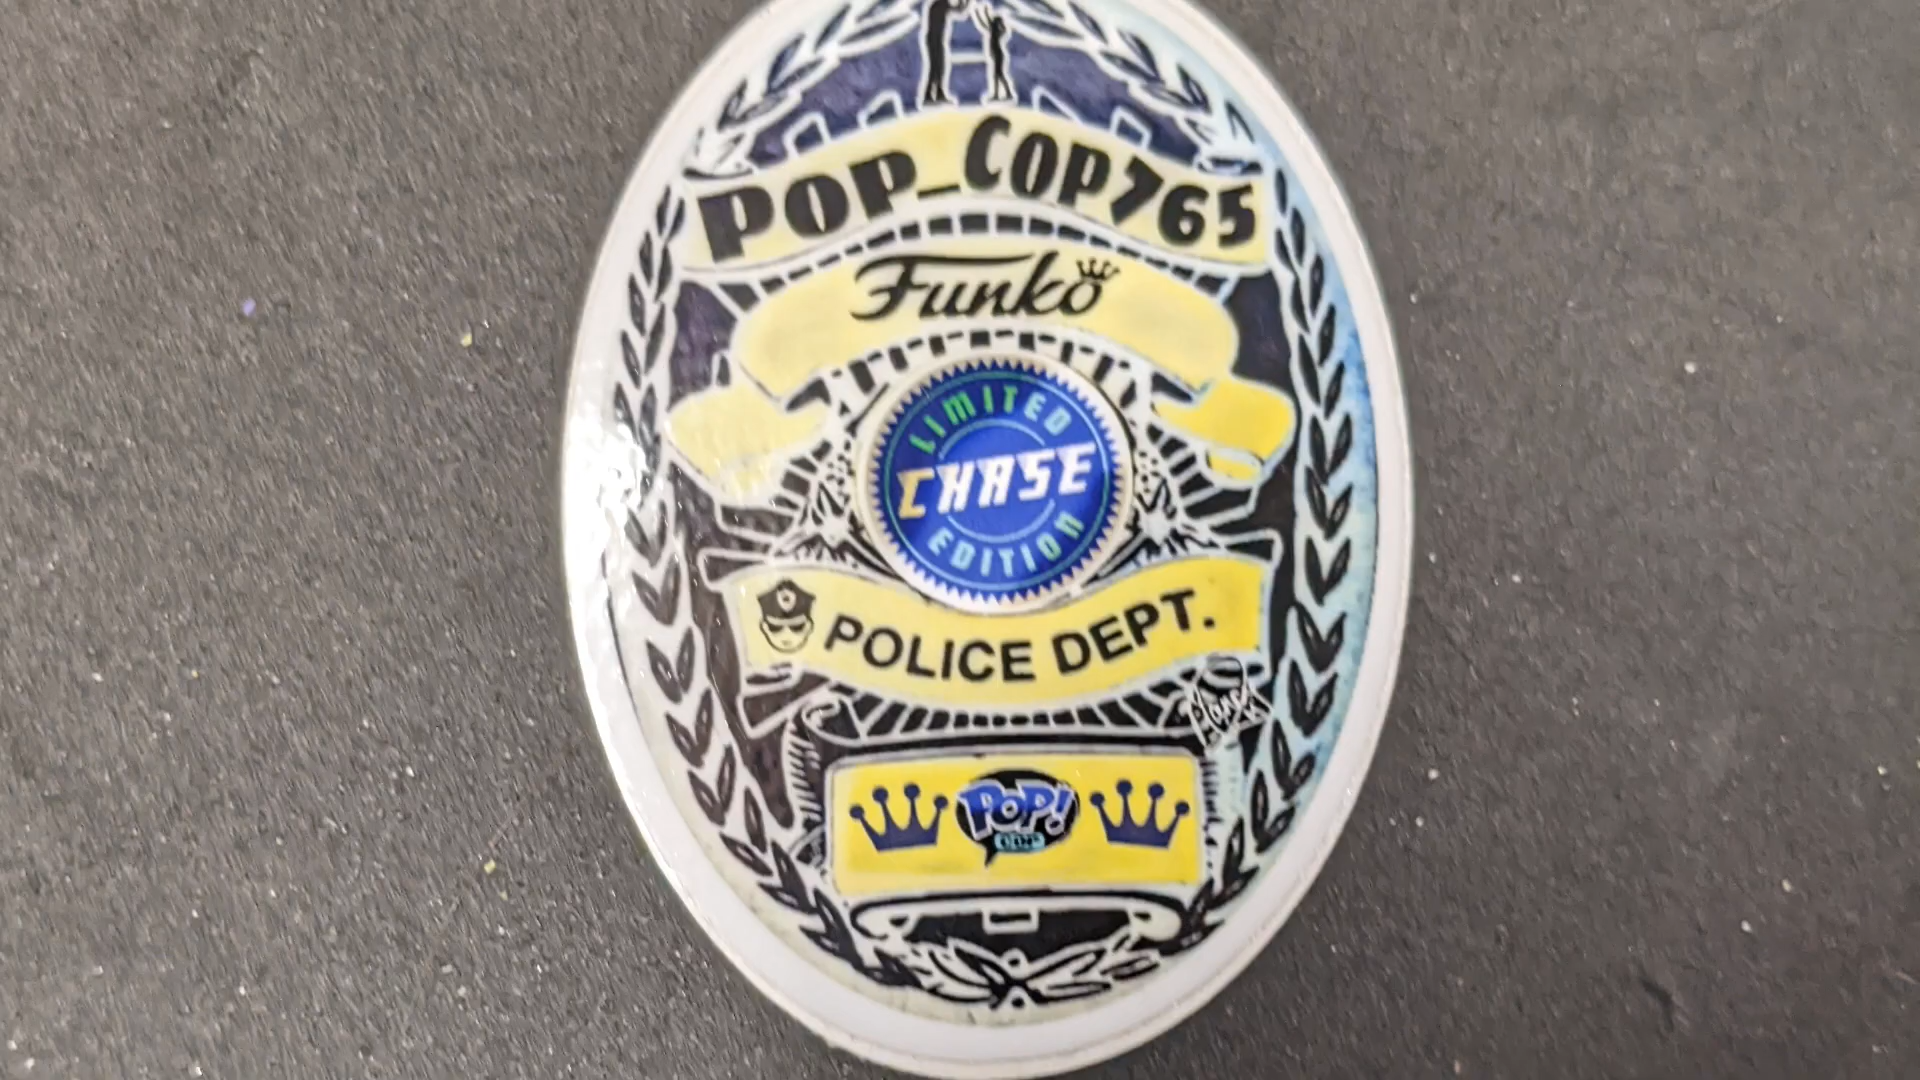 POP_COP765
Funko
LIMITED
CHASE
EDITION
POLICE DEPT.
POP!